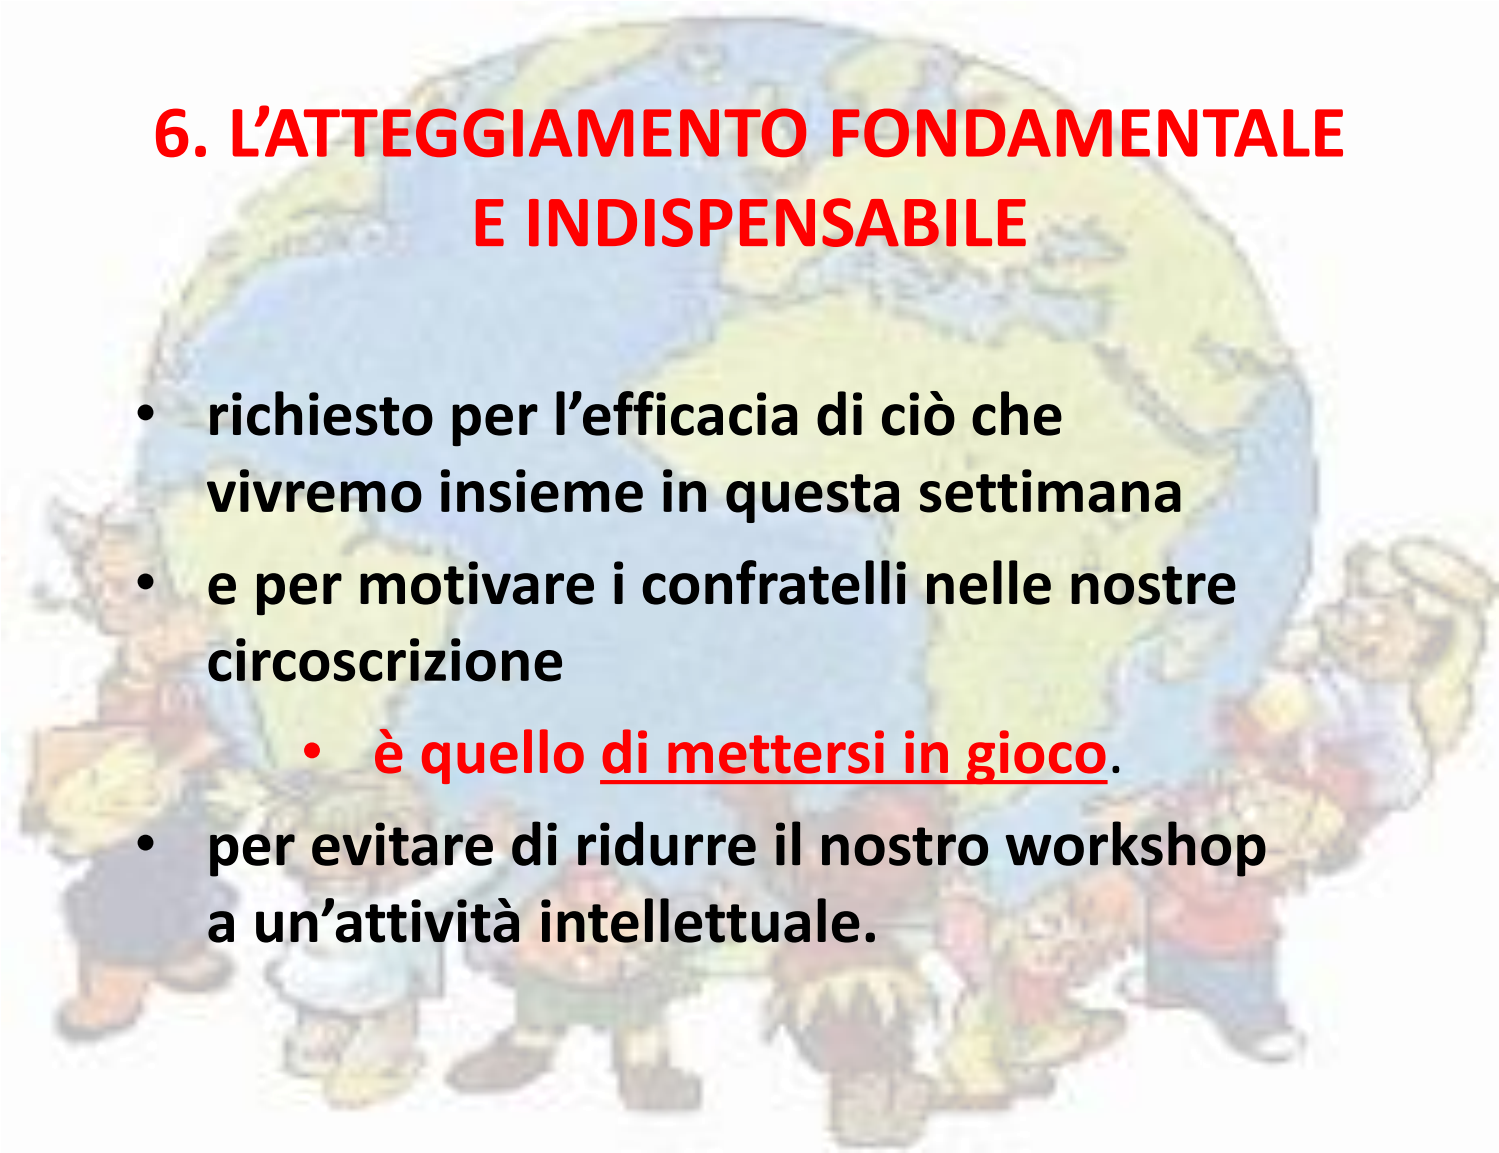 6. L’ATTEGGIAMENTO FONDAMENTALE
E INDISPENSABILE
• richiesto per l’efficacia di ciò che
vivremo insieme in questa settimana
• e per motivare i confratelli nelle nostre
circoscrizione
• è quello di mettersi in gioco.
• per evitare di ridurre il nostro workshop
a un’attività intellettuale.